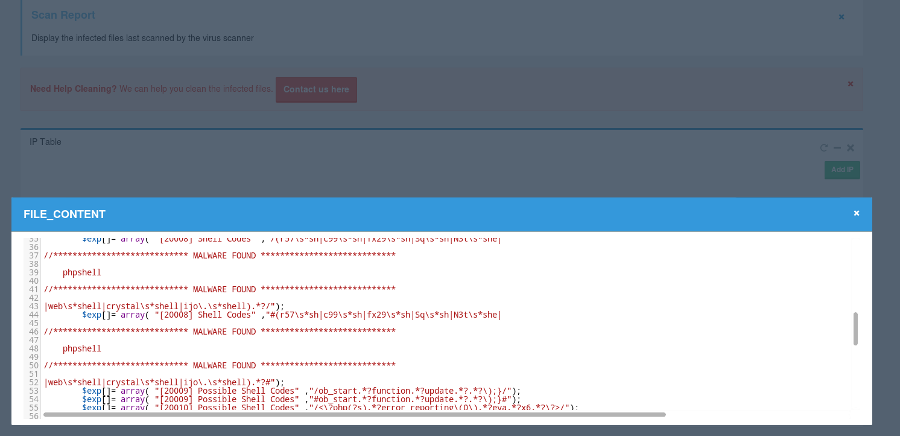 Scan Report
×
Display the infected files last scanned by the virus scanner
Need Help Cleaning? We can help you clean the infected files. Contact us here
×
IP Table
Add IP
FILE_CONTENT
×
35 $exp[]= array( "[20008] Shell Codes" ,"/(r57\s*sh|c99\s*sh|fx29\s*sh|Sq\s*sh|N3t\s*she|
36
37 //*************************** MALWARE FOUND ***************************
38
39 phpshell
40
41 //*************************** MALWARE FOUND ***************************
42
43 |web\s*shell|crystal\s*shell|ijo\.\s*shell).*?/");
44 $exp[]= array( "[20008] Shell Codes" ,"#(r57\s*sh|c99\s*sh|fx29\s*sh|Sq\s*sh|N3t\s*she|
45
46 //*************************** MALWARE FOUND ***************************
47
48 phpshell
49
50 //*************************** MALWARE FOUND ***************************
51
52 |web\s*shell|crystal\s*shell|ijo\.\s*shell).*?#");
53 $exp[]= array( "[20009] Possible Shell Codes" ,"/ob_start.*?function.*?update.*?.*?\);}/");
54 $exp[]= array( "[20009] Possible Shell Codes" ,"#ob_start.*?function.*?update.*?.*?\);}#");
55 $exp[]= array( "[20010] Possible Shell Codes" ,"/<\?php(?s).*?error_reporting\(0\).*?eva.*?x6.*?\?>/");
56